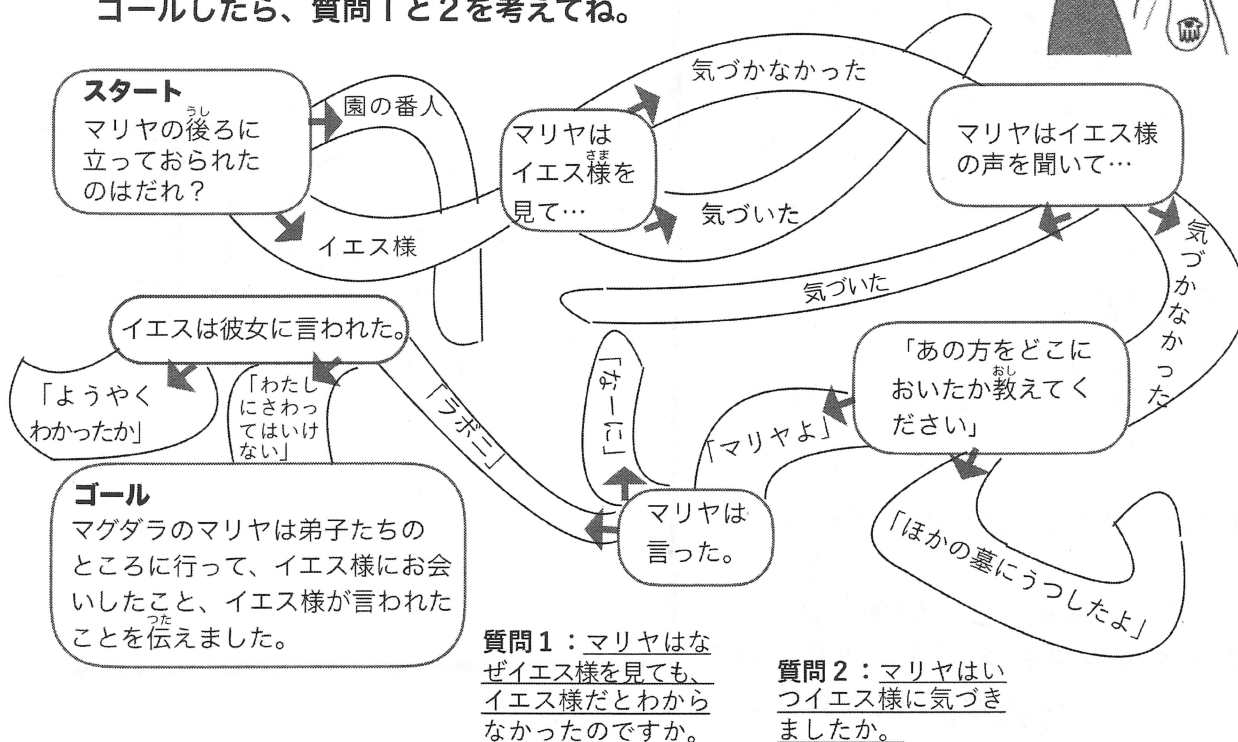 ゴールしたら、質問1と2を考えてね。
スタート
マリヤの後ろに
うし
立っておられた
のはだれ?
園の番人
イエス様
マリヤは
イエス様を
さま
見て…
気づかなかった
気づいた
マリヤはイエス様
の声を聞いて…
気づいた
気づかなかった
「あの方をどこに
おいたか教えてく
おし
ださい」
「マリヤよ」
「ほかの墓にうつしたよ」
マリヤは
言った。
「なーに」
「ラボニ」
イエスは彼女に言われた。
「ようやく
わかったか」
「わたし
にさわっ
てはいけ
ない」
ゴール
マグダラのマリヤは弟子たちの
ところに行って、イエス様にお会
いしたこと、イエス様が言われた
ことを伝えました。
つた
質問1:マリヤはな
ぜイエス様を見ても、
イエス様だとわから
なかったのですか。
質問2:マリヤはい
つイエス様に気づき
ましたか。